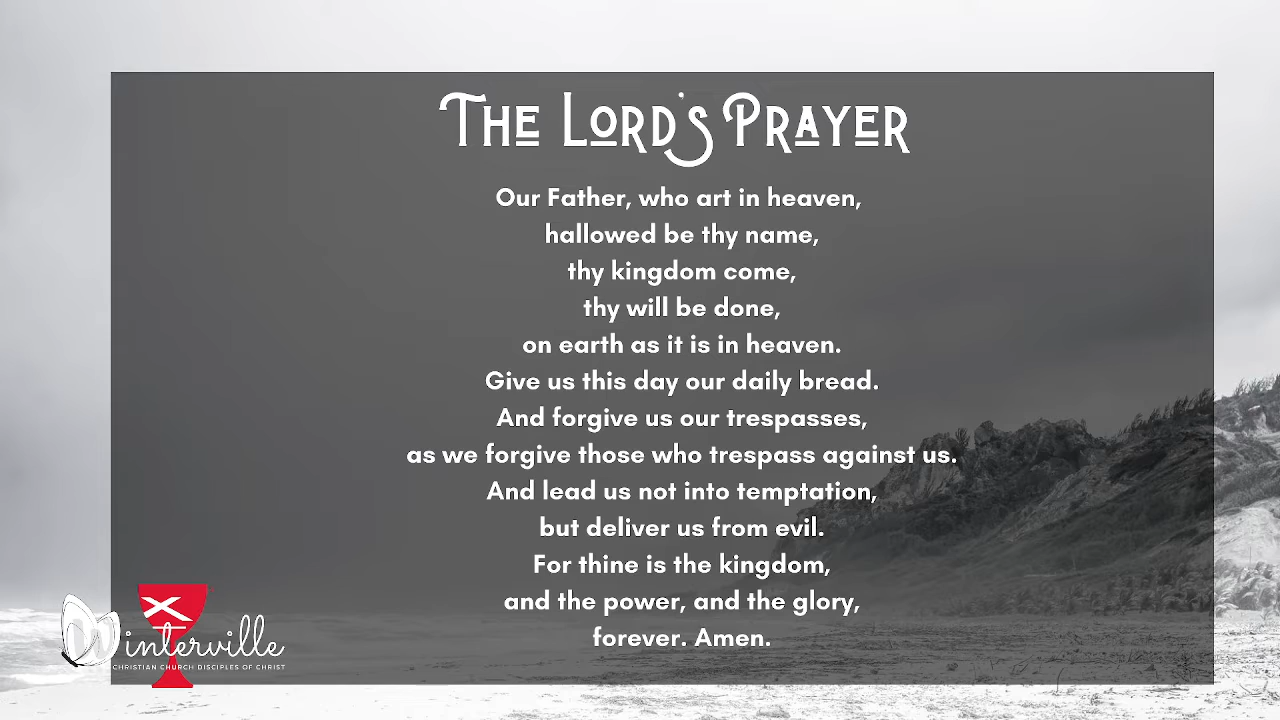 The Lord's Prayer
Our Father, who art in heaven,
hallowed be thy name,
thy kingdom come,
thy will be done,
on earth as it is in heaven.
Give us this day our daily bread.
And forgive us our trespasses,
as we forgive those who trespass against us.
And lead us not into temptation,
but deliver us from evil.
For thine is the kingdom,
and the power, and the glory,
forever. Amen.
Winterville
CHRISTIAN CHURCH DISCIPLES OF CHRIST